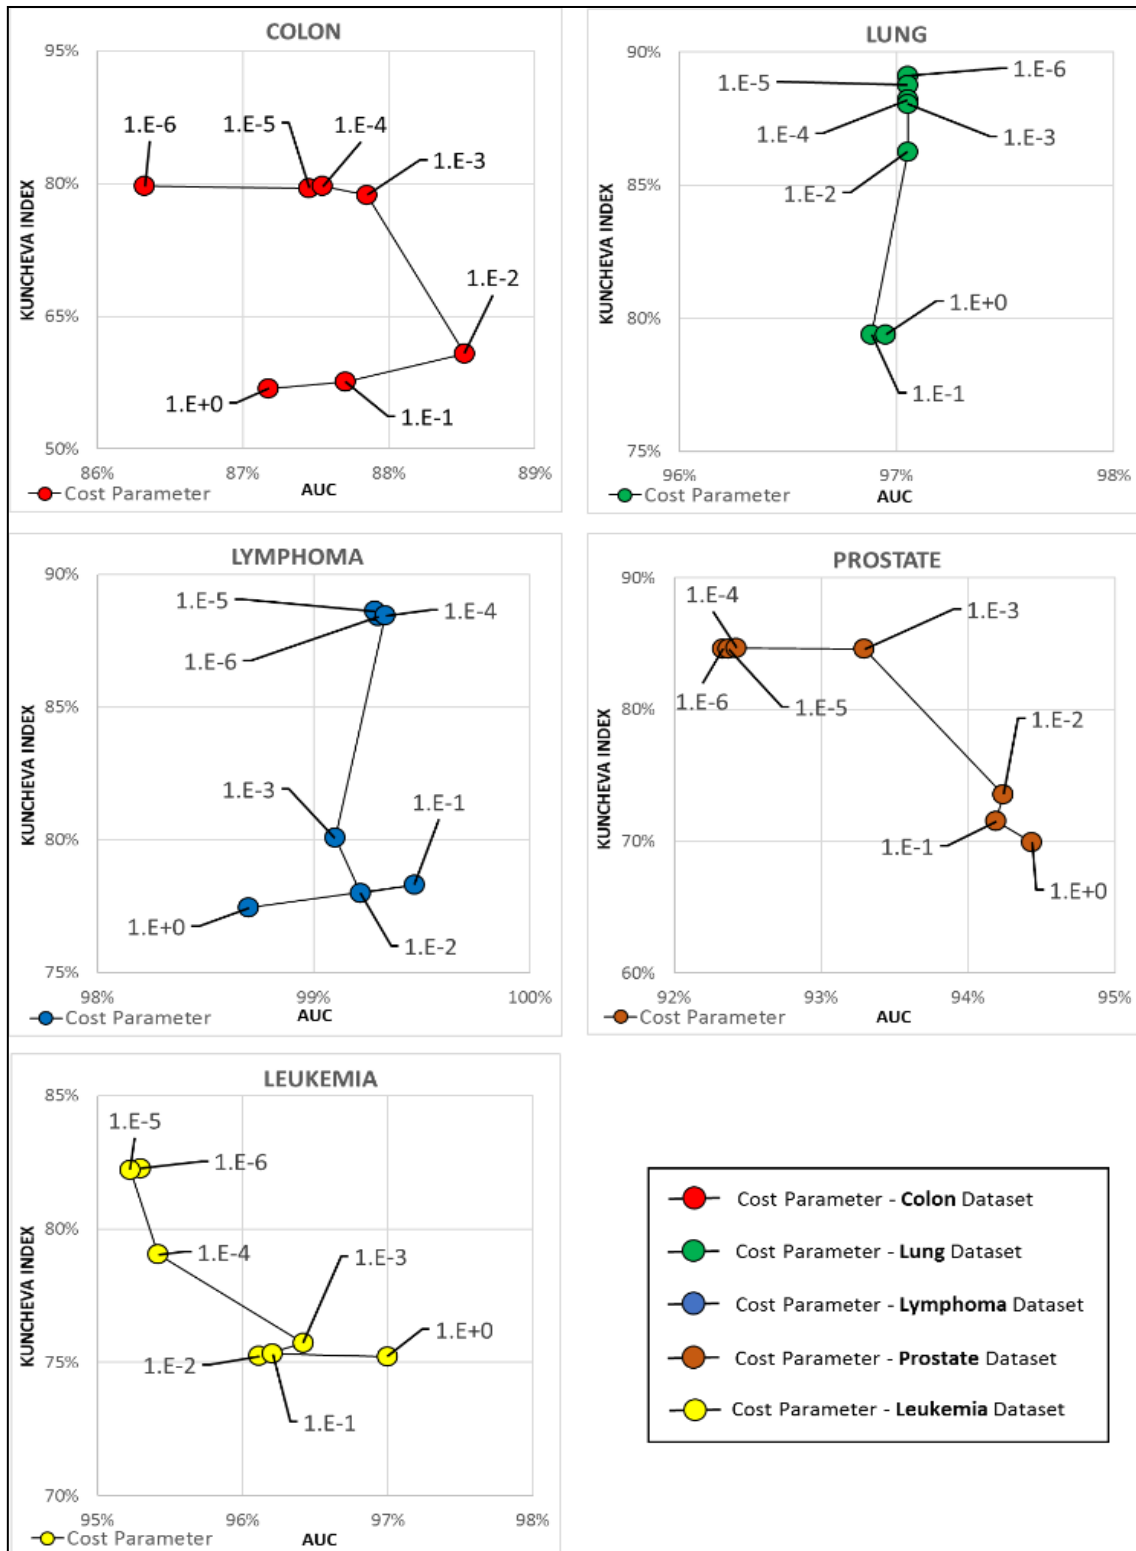 COLON
95%
80%
65%
50%
KUNCHEVA INDEX
1.E-6
1.E-5
1.E-4
1.E-3
1.E-2
1.E+0
1.E-1
86%
87%
88%
89%
Cost Parameter
AUC
LUNG
90%
85%
80%
75%
KUNCHEVA INDEX
1.E-6
1.E-5
1.E-4
1.E-3
1.E-2
1.E+0
1.E-1
96%
97%
98%
Cost Parameter
AUC
LYMPHOMA
90%
85%
80%
75%
KUNCHEVA INDEX
1.E-5
1.E-4
1.E-6
1.E-3
1.E-1
1.E+0
1.E-2
98%
99%
100%
Cost Parameter
AUC
PROSTATE
90%
80%
70%
60%
KUNCHEVA INDEX
1.E-4
1.E-3
1.E-6
1.E-5
1.E-2
1.E-1
1.E+0
92%
93%
94%
95%
Cost Parameter
AUC
LEUKEMIA
85%
80%
75%
70%
KUNCHEVA INDEX
1.E-5
1.E-6
1.E-4
1.E-3
1.E+0
1.E-2
1.E-1
95%
96%
97%
98%
Cost Parameter
AUC
Cost Parameter - Colon Dataset
Cost Parameter - Lung Dataset
Cost Parameter - Lymphoma Dataset
Cost Parameter - Prostate Dataset
Cost Parameter - Leukemia Dataset